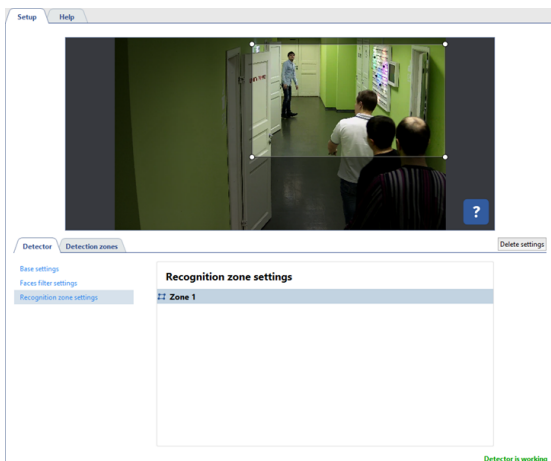 Setup Help
?
Detector Detection zones Delete settings
Base settings
Faces filter settings
Recognition zone settings
Recognition zone settings
Zone 1
Detector is working